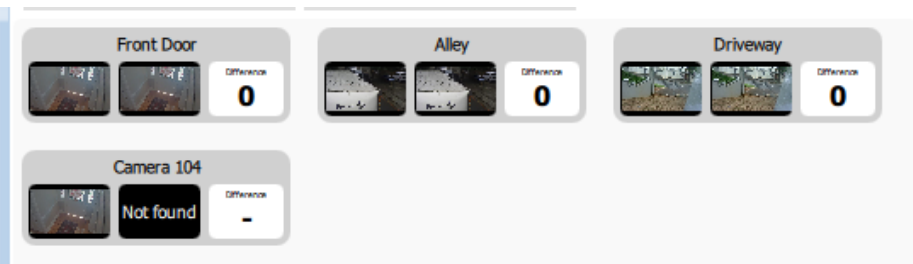 Front Door
Difference
0
Alley
Difference
0
Driveway
Difference
0
Camera 104
Not found
Difference
-